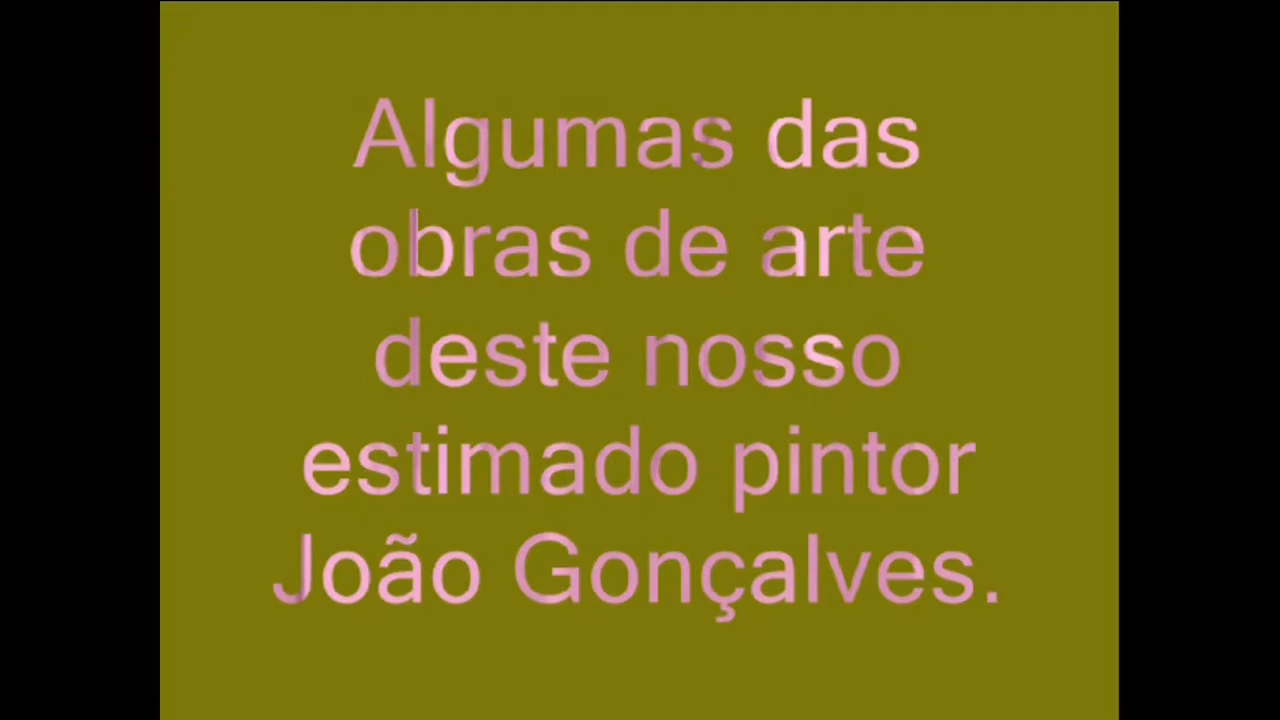 Algumas das
obras de arte
deste nosso
estimado pintor
João Gonçalves.